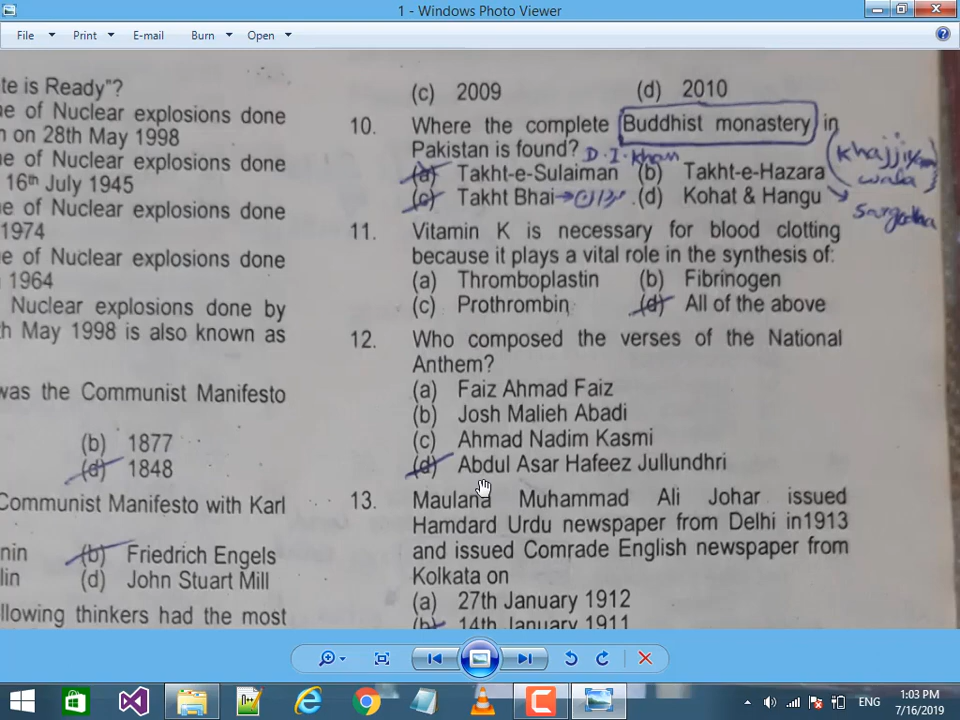 1 - Windows Photo Viewer
File Print E-mail Burn Open
te is Ready"?
e of Nuclear explosions done
n on 28th May 1998
e of Nuclear explosions done
16th July 1945
e of Nuclear explosions done
1974
e of Nuclear explosions done
1964
Nuclear explosions done by
th May 1998 is also known as
was the Communist Manifesto
(b) 1877
(d) 1848
Communist Manifesto with Karl
nin (b) Friedrich Engels
lin (d) John Stuart Mill
llowing thinkers had the most
(c) 2009 (d) 2010
10. Where the complete Buddhist monastery in
Pakistan is found? D.I.Khan
(a) Takht-e-Sulaiman (b) Takht-e-Hazara
(c) Takht Bhai (d) Kohat & Hangu
wala
Sargodha
11. Vitamin K is necessary for blood clotting
because it plays a vital role in the synthesis of:
(a) Thromboplastin (b) Fibrinogen
(c) Prothrombin (d) All of the above
12. Who composed the verses of the National
Anthem?
(a) Faiz Ahmad Faiz
(b) Josh Malieh Abadi
(c) Ahmad Nadim Kasmi
(d) Abdul Asar Hafeez Jullundhri
13. Maulana Muhammad Ali Johar issued
Hamdard Urdu newspaper from Delhi in1913
and issued Comrade English newspaper from
Kolkata on
(a) 27th January 1912
(b) 14th January 1911
ENG
1:03 PM
7/16/2019